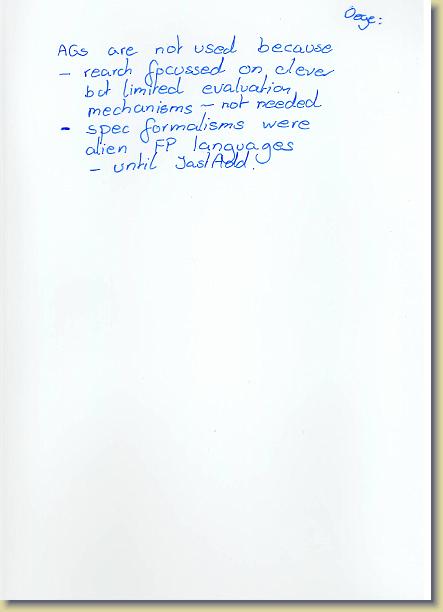 Oege:
AGs are not used because
- rearch focussed on clever
but limited evaluation
mechanisms - not needed
- spec formalisms were
alien FP languages
- until JastAdd.